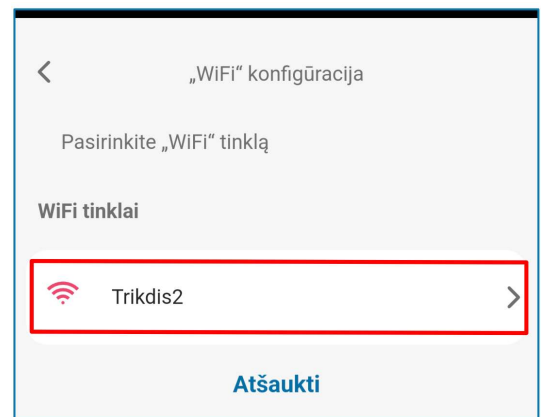 „WiFi“ konfigūracija
Pasirinkite „WiFi“ tinklą
WiFi tinklai
Trikdis2
Atšaukti